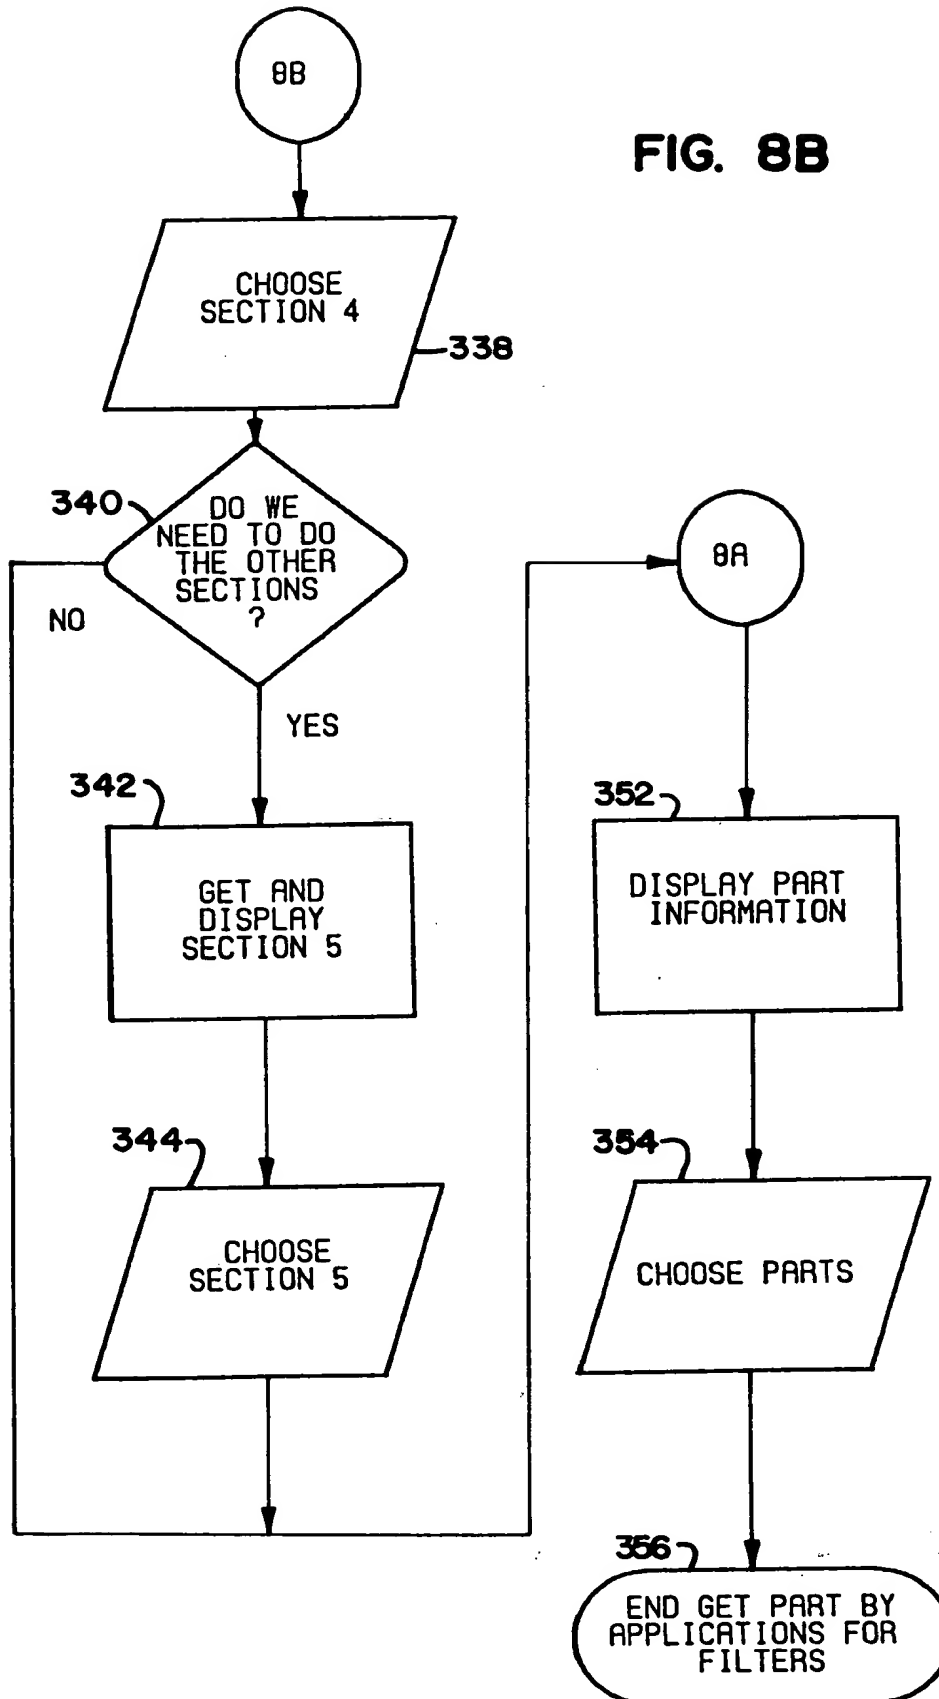 8B
FIG. 8B
CHOOSE
SECTION 4
338
340
DO WE
NEED TO DO
THE OTHER
SECTIONS
?
NO
YES
342
GET AND
DISPLAY
SECTION 5
344
CHOOSE
SECTION 5
8A
352
DISPLAY PART
INFORMATION
354
CHOOSE PARTS
356
END GET PART BY
APPLICATIONS FOR
FILTERS